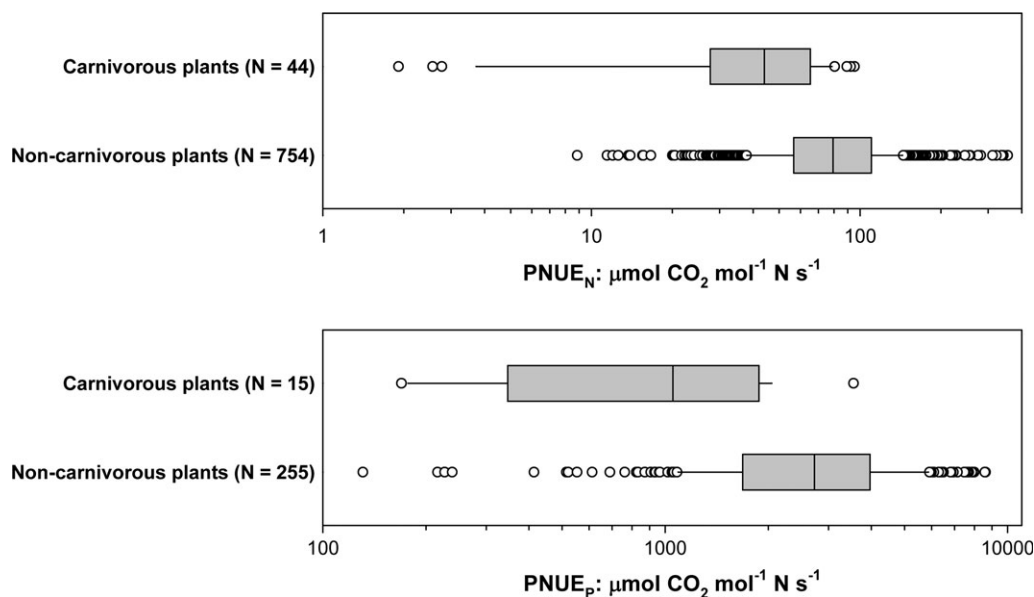 Carnivorous plants (N = 44)
Non-carnivorous plants (N = 754)
1 10 100
PNUE_N: μmol CO₂ mol⁻¹ N s⁻¹
Carnivorous plants (N = 15)
Non-carnivorous plants (N = 255)
100 1000 10000
PNUE_P: μmol CO₂ mol⁻¹ N s⁻¹